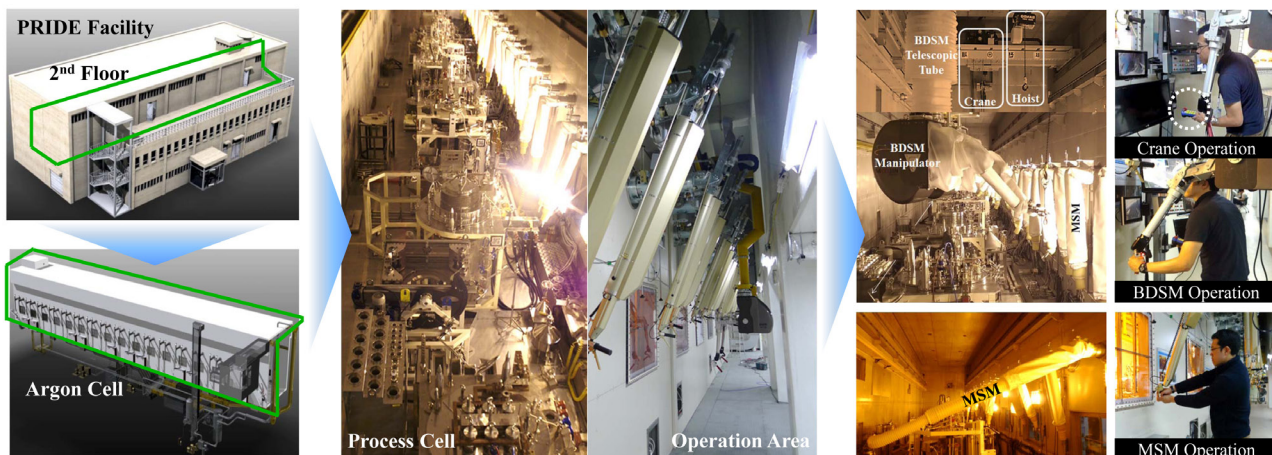 PRIDE Facility
2nd Floor
Argon Cell
Process Cell
Operation Area
BDSM
Telescopic
Tube
Crane
Hoist
BDSM
Manipulator
MSM
MSM
Crane Operation
BDSM Operation
MSM Operation